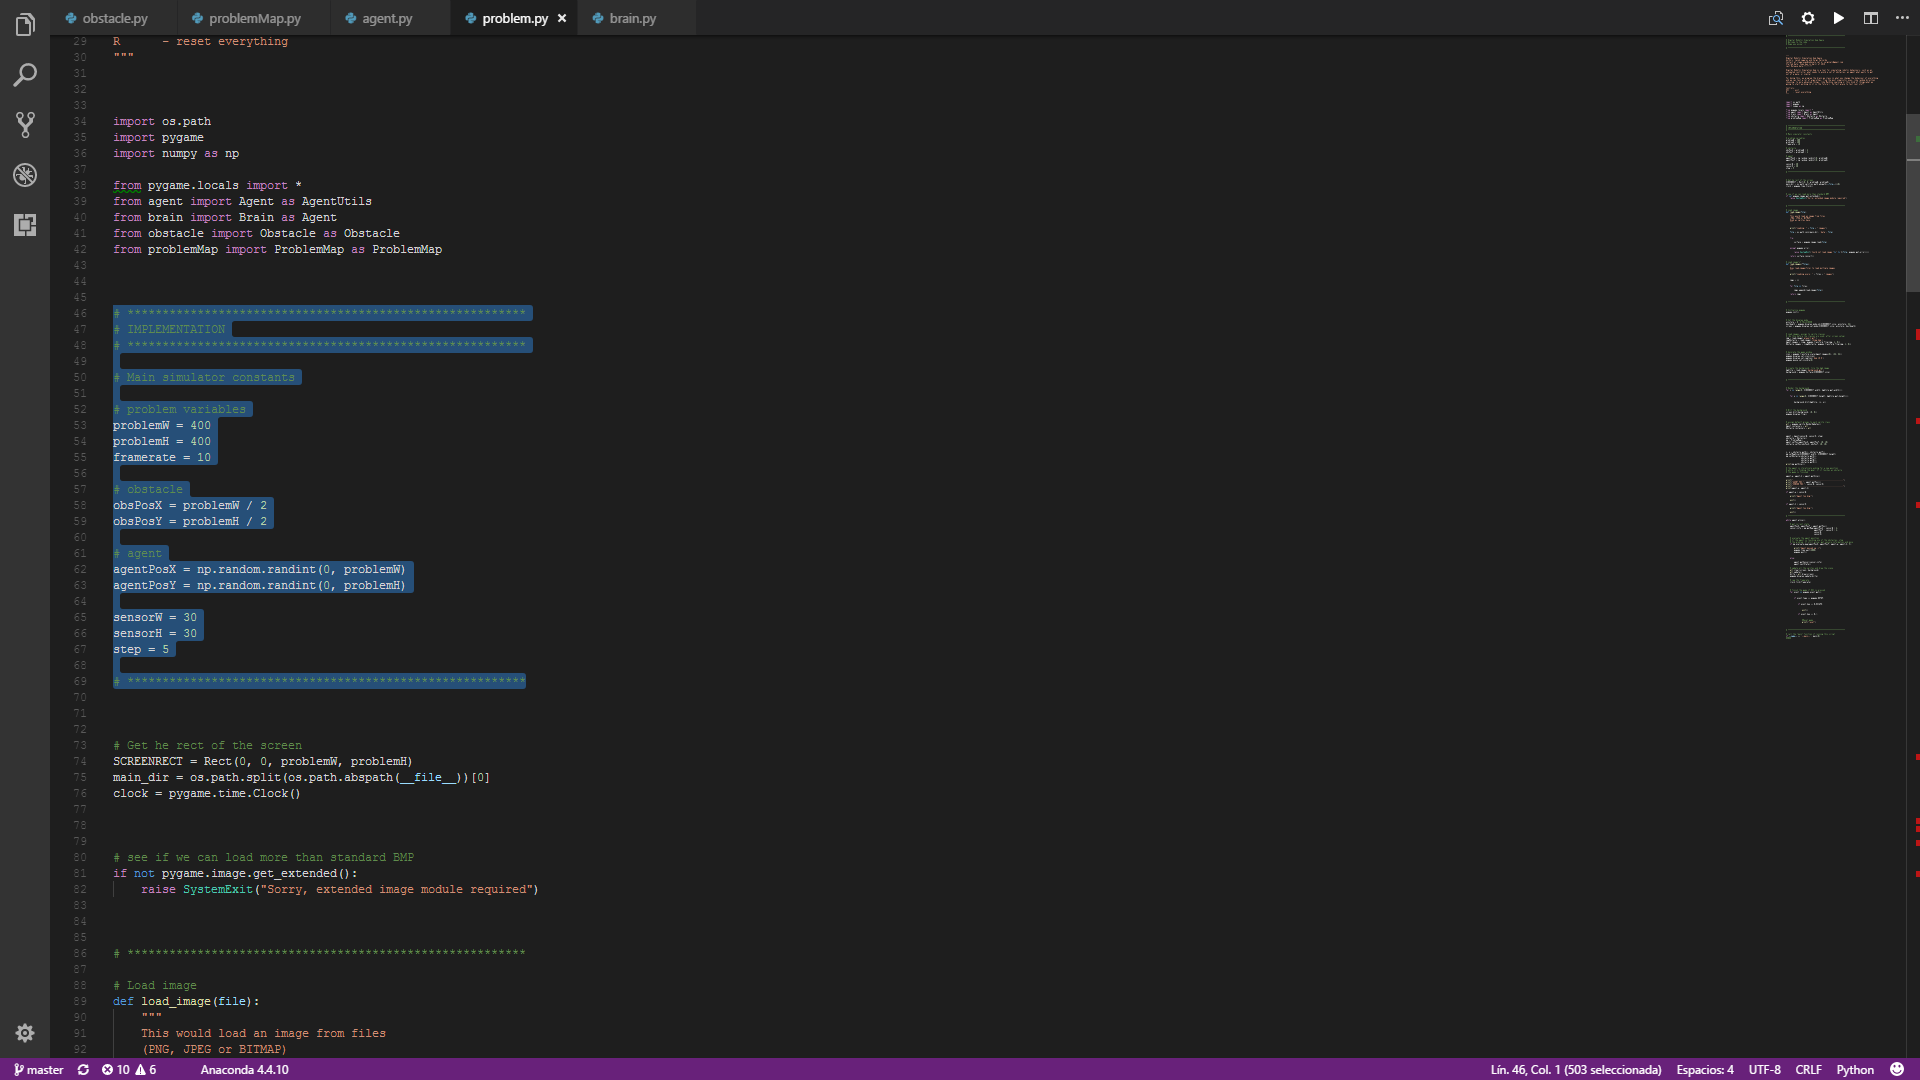 obstacle.py problemMap.py agent.py problem.py brain.py
29 R - reset everything
30 """
31
32
33
34 import os.path
35 import pygame
36 import numpy as np
37
38 from pygame.locals import *
39 from agent import Agent as AgentUtils
40 from brain import Brain as Agent
41 from obstacle import Obstacle as Obstacle
42 from problemMap import ProblemMap as ProblemMap
43
44
45
46 # *********************************************************
47 # IMPLEMENTATION
48 # *********************************************************
49
50 # Main simulator constants
51
52 # problem variables
53 problemW = 400
54 problemH = 400
55 framerate = 10
56
57 # obstacle
58 obsPosX = problemW / 2
59 obsPosY = problemH / 2
60
61 # agent
62 agentPosX = np.random.randint(0, problemW)
63 agentPosY = np.random.randint(0, problemH)
64
65 sensorW = 30
66 sensorH = 30
67 step = 5
68
69 # *********************************************************
70
71
72
73 # Get he rect of the screen
74 SCREENRECT = Rect(0, 0, problemW, problemH)
75 main_dir = os.path.split(os.path.abspath(__file__))[0]
76 clock = pygame.time.Clock()
77
78
79
80 # see if we can load more than standard BMP
81 if not pygame.image.get_extended():
82 raise SystemExit("Sorry, extended image module required")
83
84
85
86 # *********************************************************
87
88 # Load image
89 def load_image(file):
90 """
91 This would load an image from files
92 (PNG, JPEG or BITMAP)
master 10 6 Anaconda 4.4.10 Lín. 46, Col. 1 (503 seleccionada) Espacios: 4 UTF-8 CRLF Python